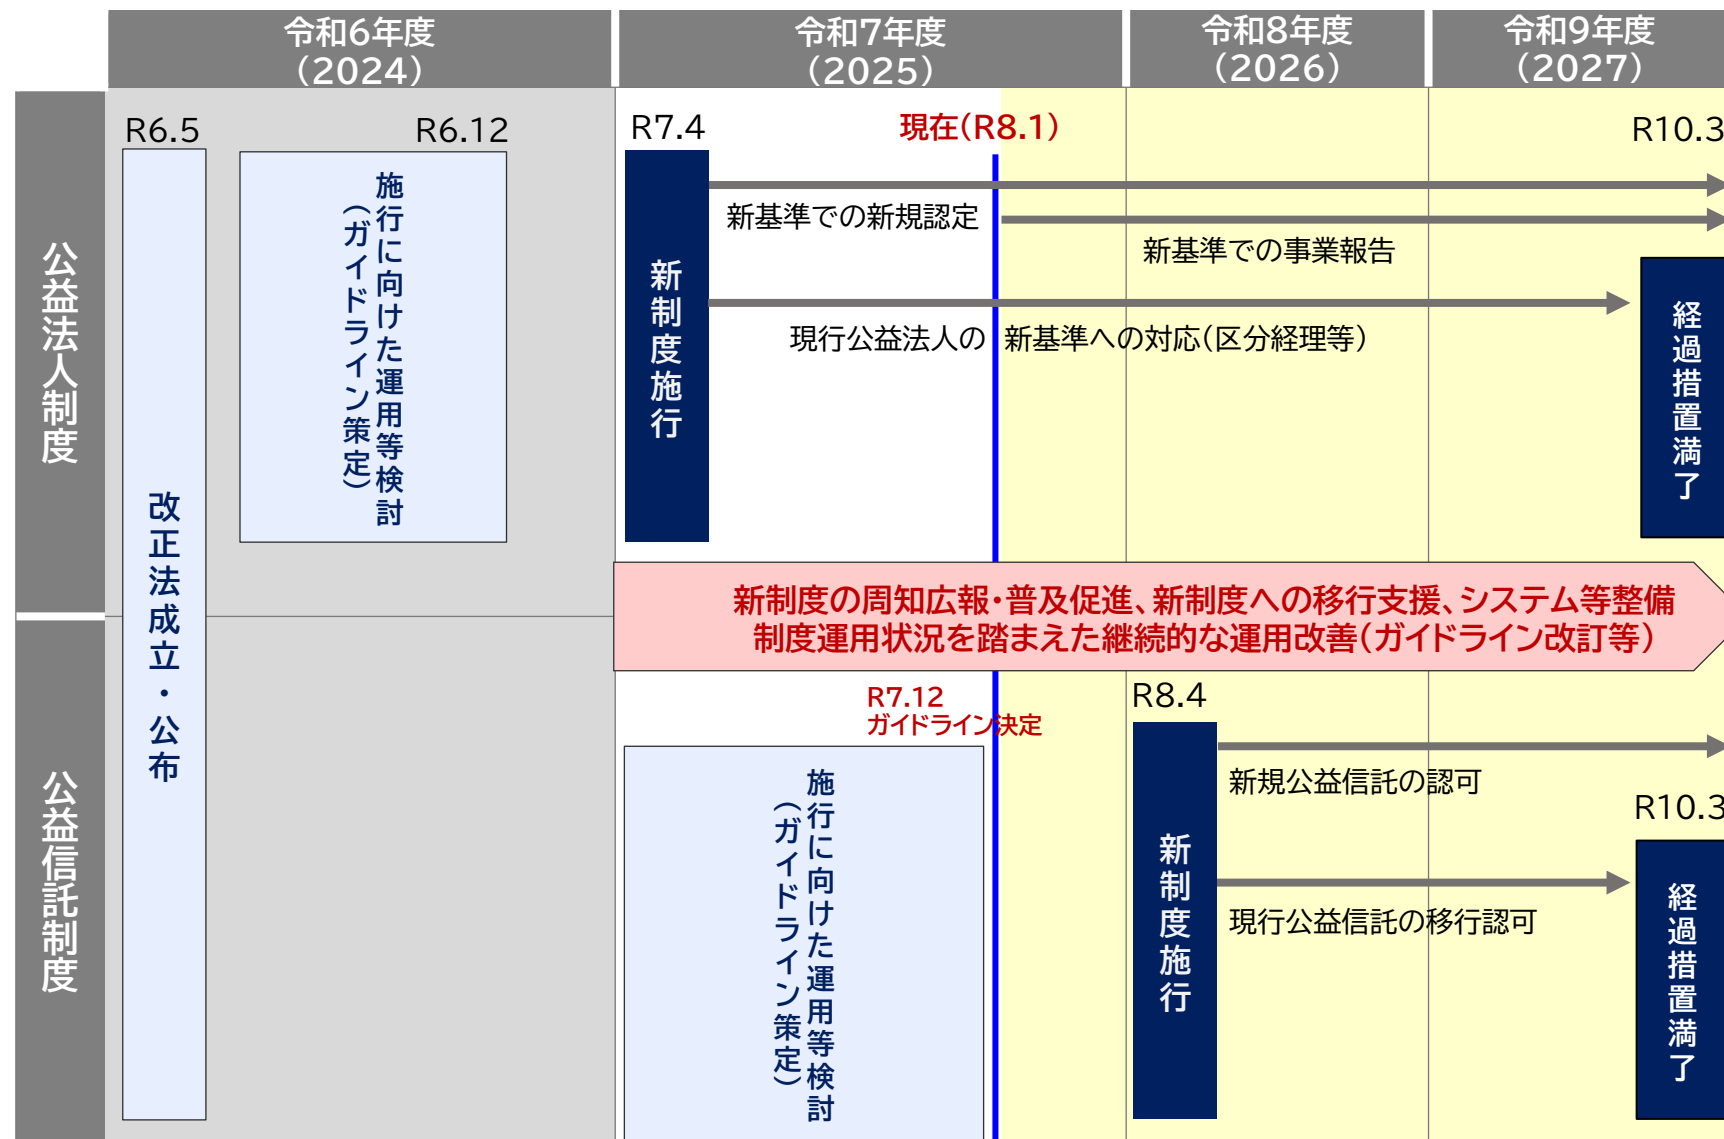 令和6年度
（2024）
令和7年度
（2025）
令和8年度
（2026）
令和9年度
（2027）
公益法人制度
R6.5
改正法成立・公布
R6.12
施行に向けた運用等検討
（ガイドライン策定）
R7.4
新制度施行
現在（R8.1）
新基準での新規認定
新基準での事業報告
現行公益法人の 新基準への対応（区分経理等）
R10.3
経過措置満了
新制度の周知広報・普及促進、新制度への移行支援、システム等整備
制度運用状況を踏まえた継続的な運用改善（ガイドライン改訂等）
公益信託制度
R7.12
ガイドライン決定
施行に向けた運用等検討
（ガイドライン策定）
R8.4
新制度施行
新規公益信託の認可
現行公益信託の移行認可
R10.3
経過措置満了